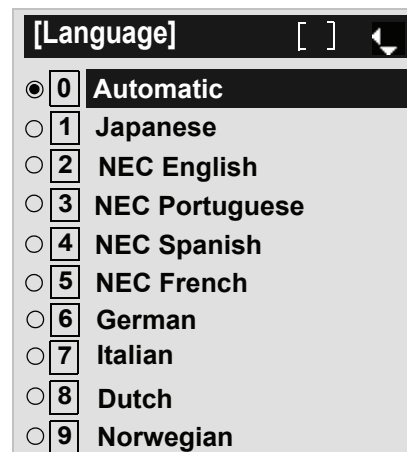 [Language] [ ]
0 Automatic
1 Japanese
2 NEC English
3 NEC Portuguese
4 NEC Spanish
5 NEC French
6 German
7 Italian
8 Dutch
9 Norwegian